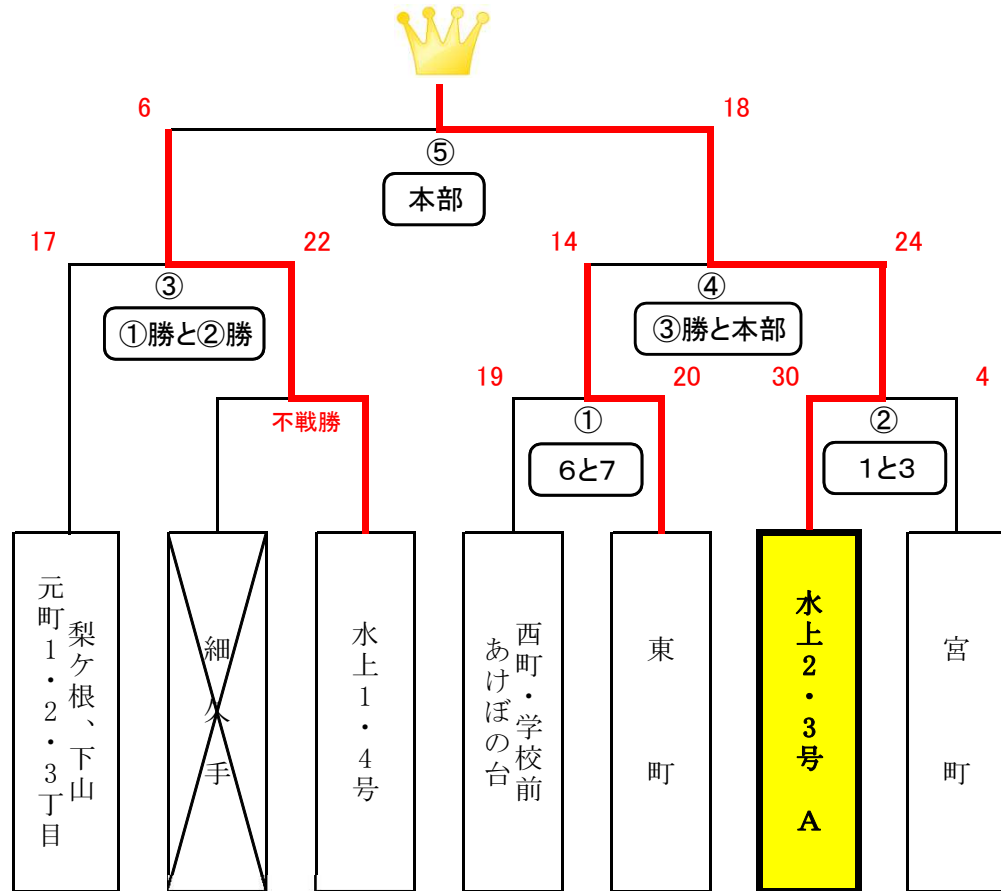 6
18
⑤
本部
17
22
14
24
③
④
①勝と②勝
③勝と本部
19
20
30
4
不戦勝
①
②
6と7
1と3
梨ケ根、下山
元町1・2・3丁目
細久手
水上1・4号
西町・学校前
あけぼの台
東町
水上2・3号 A
宮町